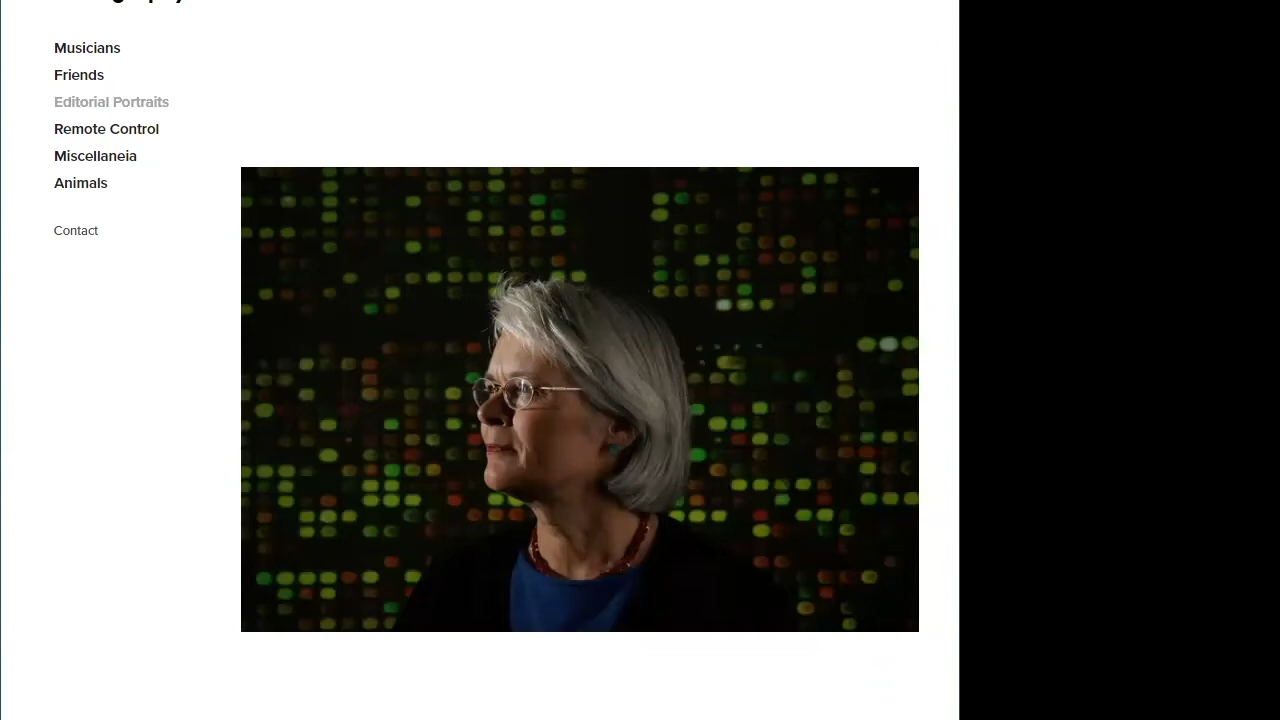 Musicians
Friends
Editorial Portraits
Remote Control
Miscellaneia
Animals
Contact